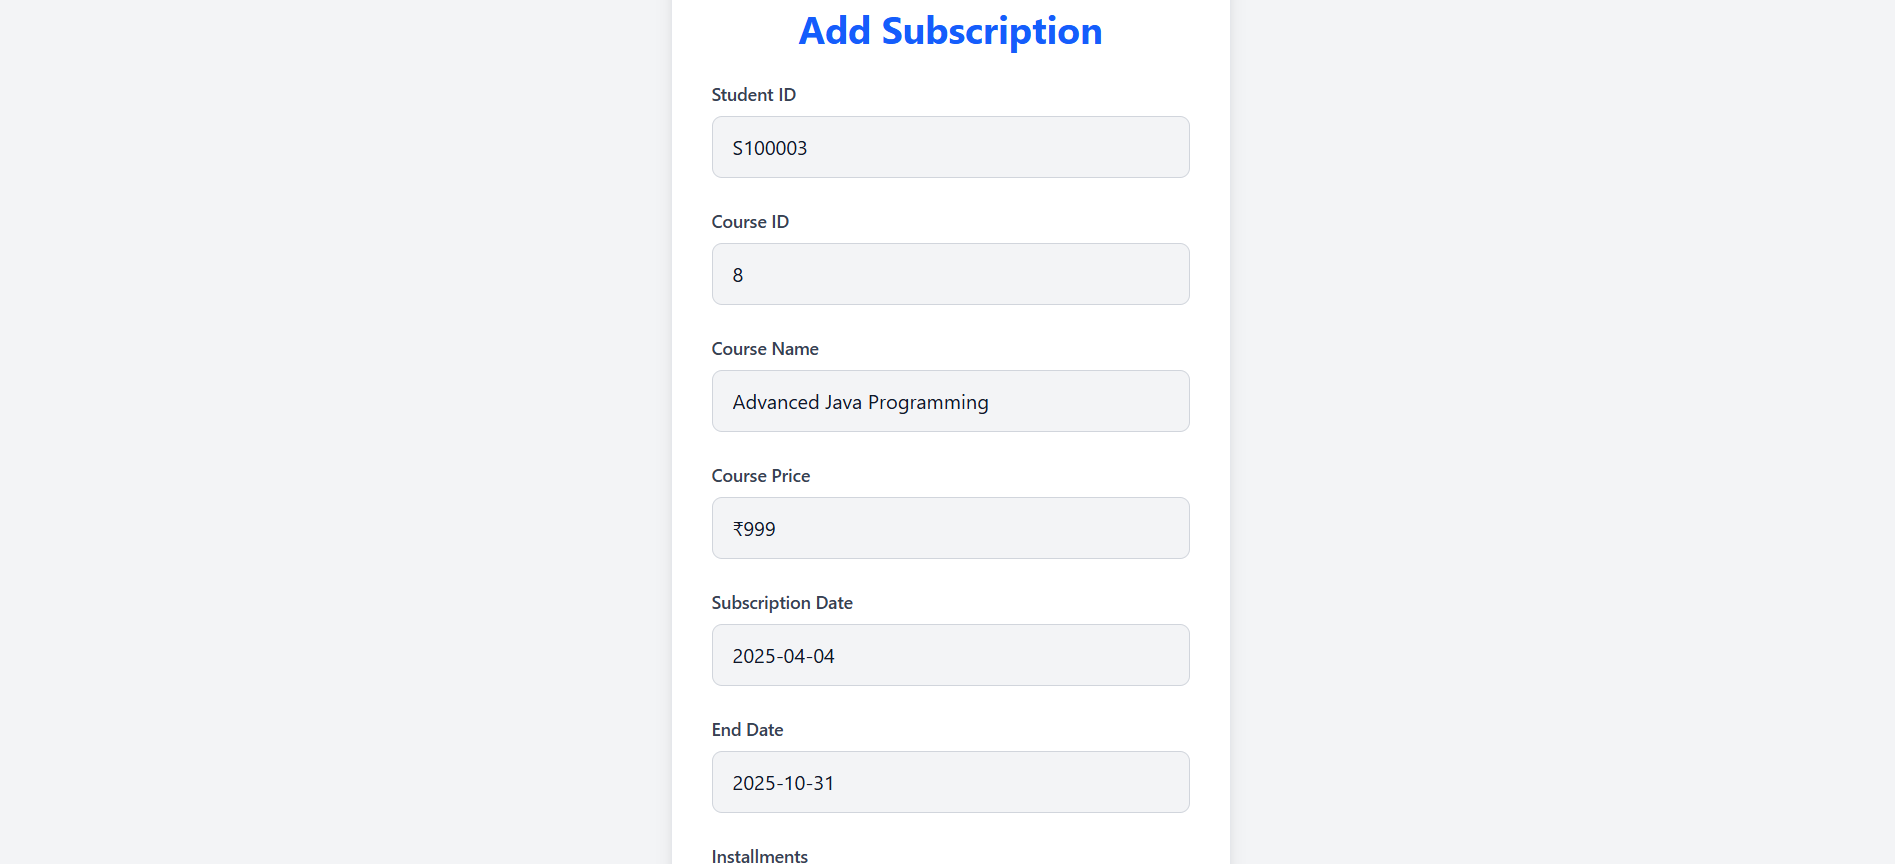 Add Subscription
Student ID
S100003
Course ID
8
Course Name
Advanced Java Programming
Course Price
₹999
Subscription Date
2025-04-04
End Date
2025-10-31
Installments